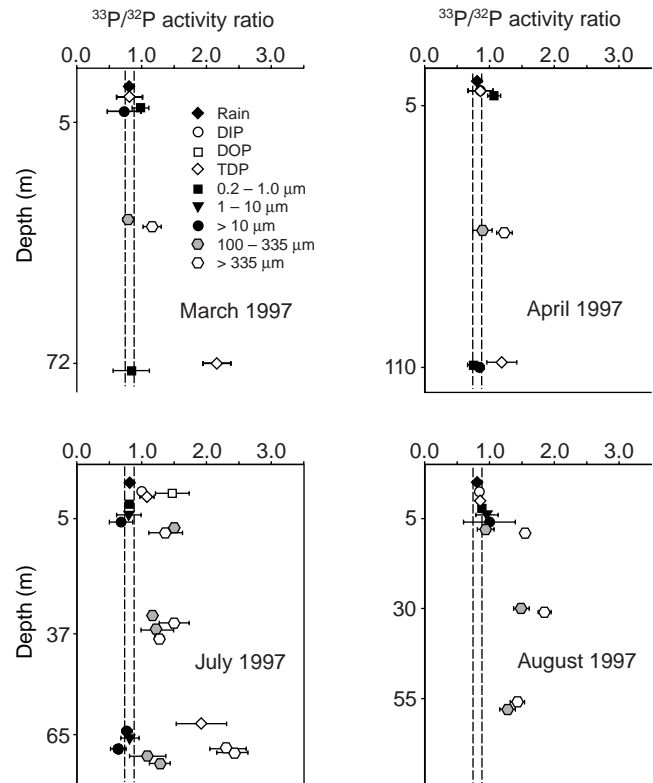 ³³P/³²P activity ratio ³³P/³²P activity ratio
0.0 1.0 2.0 3.0 0.0 1.0 2.0 3.0
5 5
Rain
DIP
DOP
TDP
0.2 – 1.0 μm
1 – 10 μm
> 10 μm
100 – 335 μm
> 335 μm
Depth (m)
March 1997 April 1997
72 110
0.0 1.0 2.0 3.0 0.0 1.0 2.0 3.0
5 5
30
37
Depth (m)
July 1997 August 1997
55
65